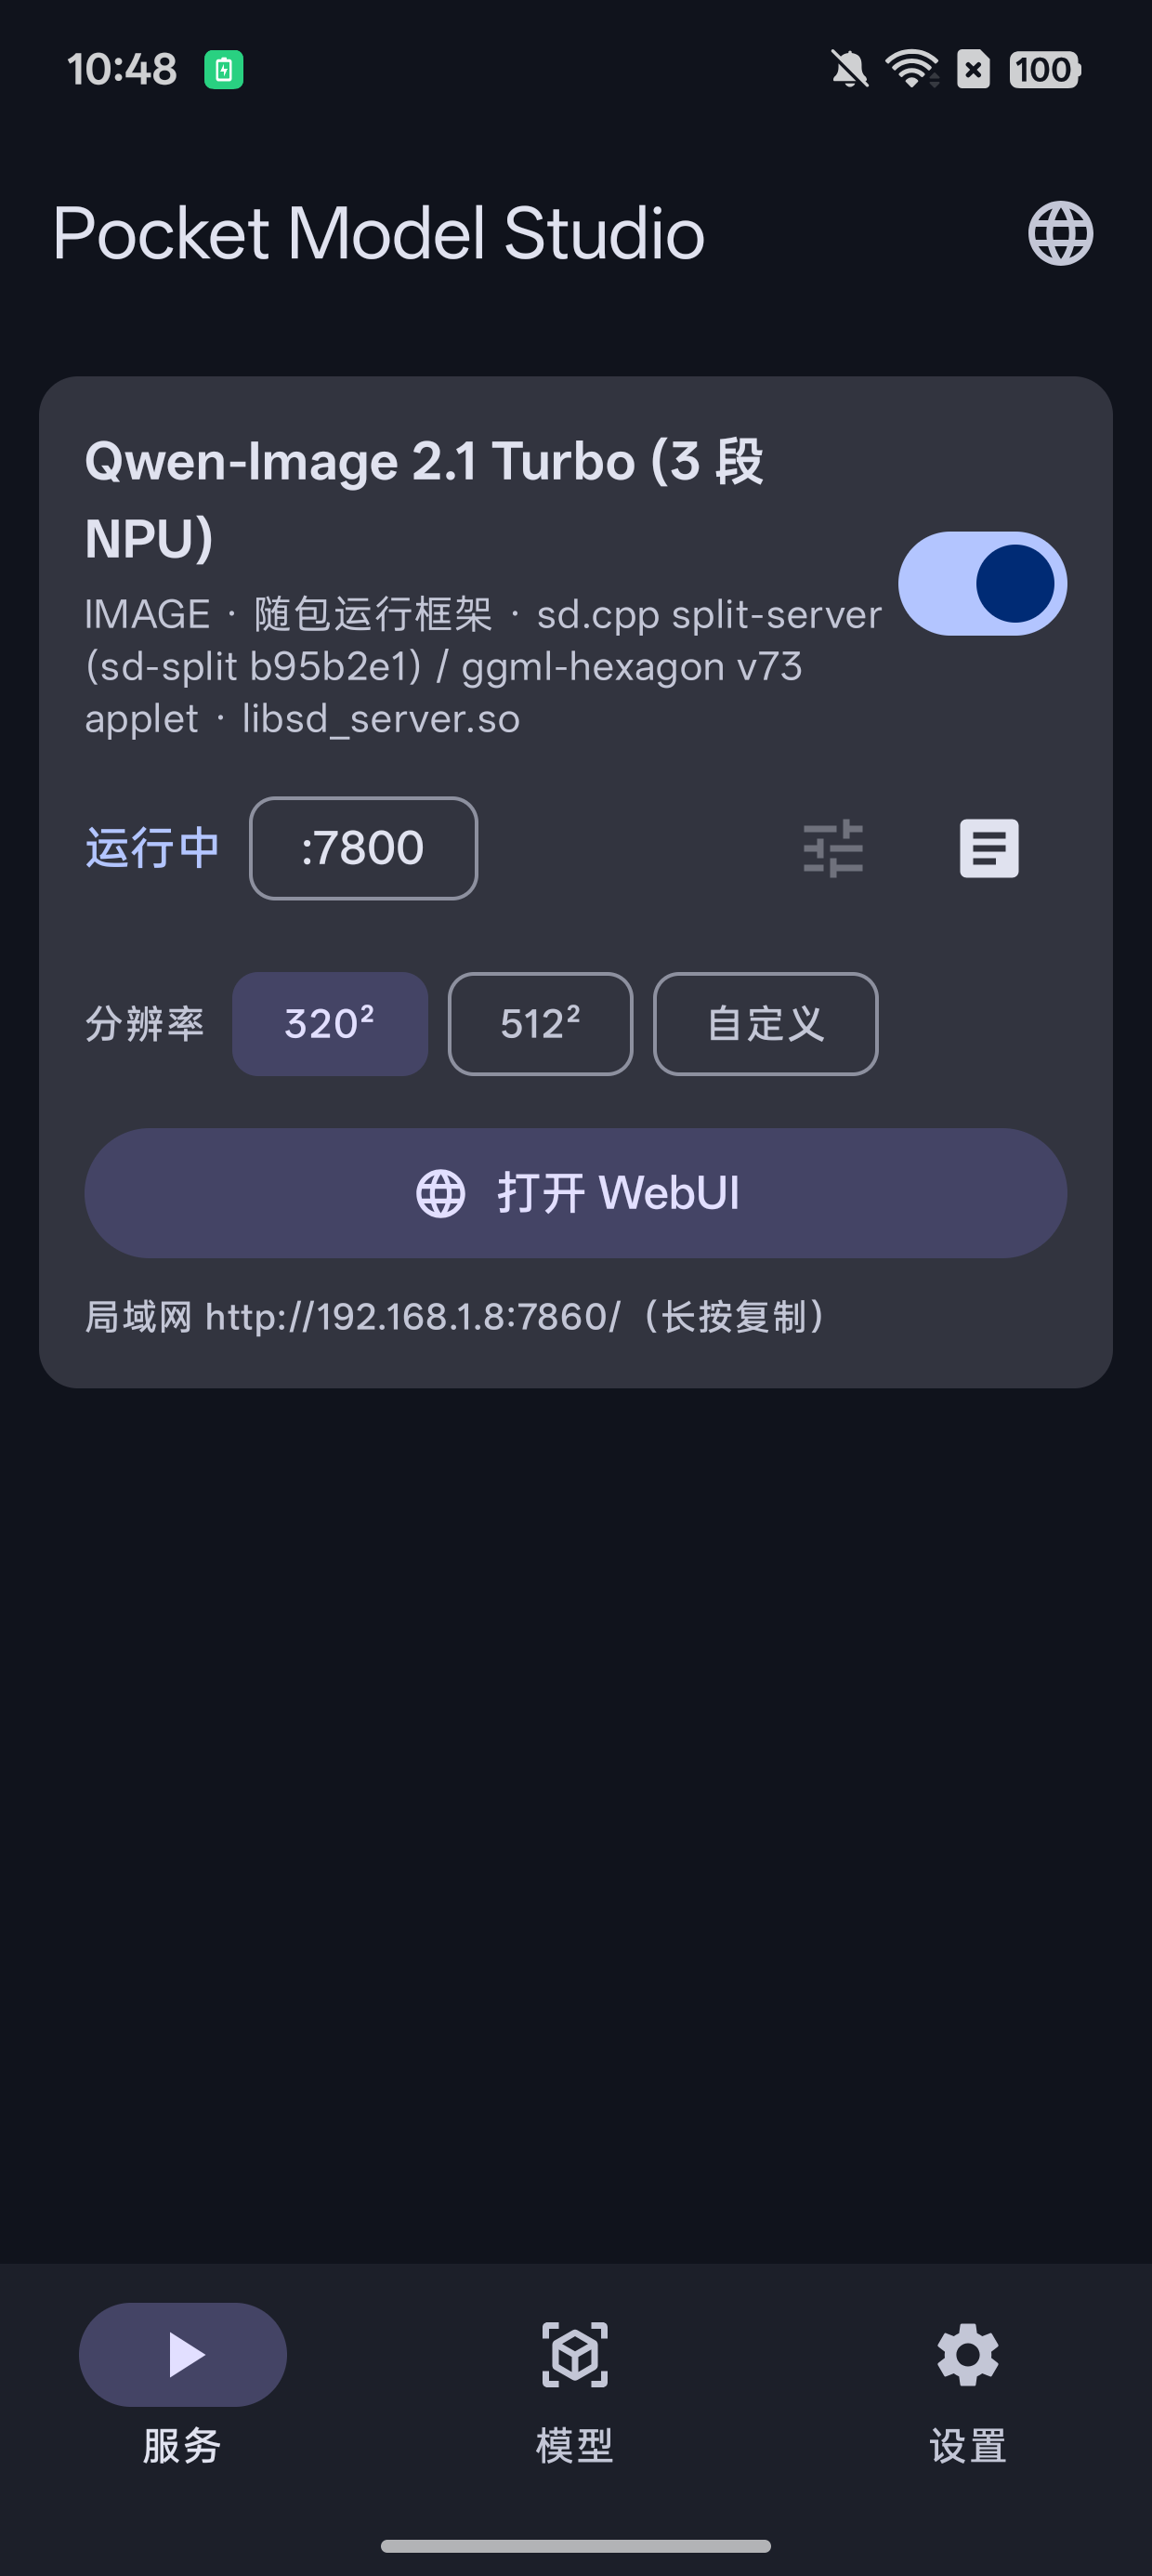 10:48
100
Pocket Model Studio
Qwen-Image 2.1 Turbo (3 段
NPU)
IMAGE · 随包运行框架 · sd.cpp split-server
(sd-split b95b2e1) / ggml-hexagon v73
applet · libsd_server.so
运行中 :7800
分辨率 320² 512² 自定义
打开 WebUI
局域网 http://192.168.1.8:7860/（长按复制）
服务 模型 设置